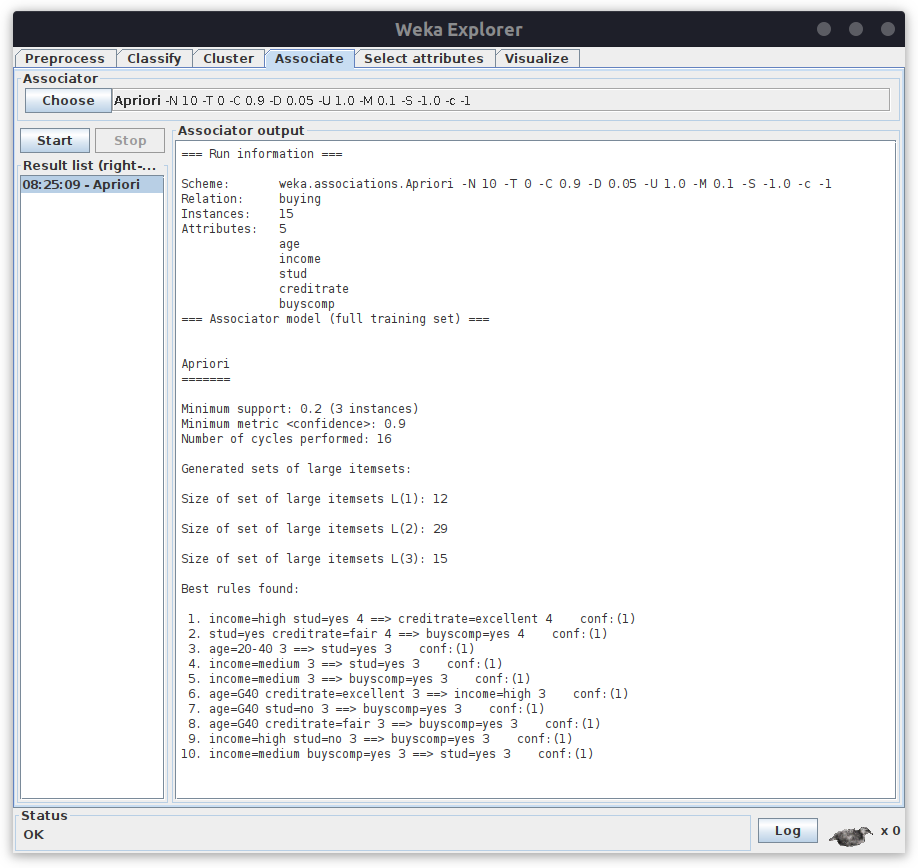 Weka Explorer
Preprocess Classify Cluster Associate Select attributes Visualize
Associator
Choose Apriori -N 10 -T 0 -C 0.9 -D 0.05 -U 1.0 -M 0.1 -S -1.0 -c -1
Start Stop
Result list (right-...
08:25:09 - Apriori
Associator output
=== Run information ===
Scheme: weka.associations.Apriori -N 10 -T 0 -C 0.9 -D 0.05 -U 1.0 -M 0.1 -S -1.0 -c -1
Relation: buying
Instances: 15
Attributes: 5
age
income
stud
creditrate
buyscomp
=== Associator model (full training set) ===
Apriori
=======
Minimum support: 0.2 (3 instances)
Minimum metric <confidence>: 0.9
Number of cycles performed: 16
Generated sets of large itemsets:
Size of set of large itemsets L(1): 12
Size of set of large itemsets L(2): 29
Size of set of large itemsets L(3): 15
Best rules found:
1. income=high stud=yes 4 ==> creditrate=excellent 4 conf:(1)
2. stud=yes creditrate=fair 4 ==> buyscomp=yes 4 conf:(1)
3. age=20-40 3 ==> stud=yes 3 conf:(1)
4. income=medium 3 ==> stud=yes 3 conf:(1)
5. income=medium 3 ==> buyscomp=yes 3 conf:(1)
6. age=G40 creditrate=excellent 3 ==> income=high 3 conf:(1)
7. age=G40 stud=no 3 ==> buyscomp=yes 3 conf:(1)
8. age=G40 creditrate=fair 3 ==> buyscomp=yes 3 conf:(1)
9. income=high stud=no 3 ==> buyscomp=yes 3 conf:(1)
10. income=medium buyscomp=yes 3 ==> stud=yes 3 conf:(1)
Status
OK
Log x 0